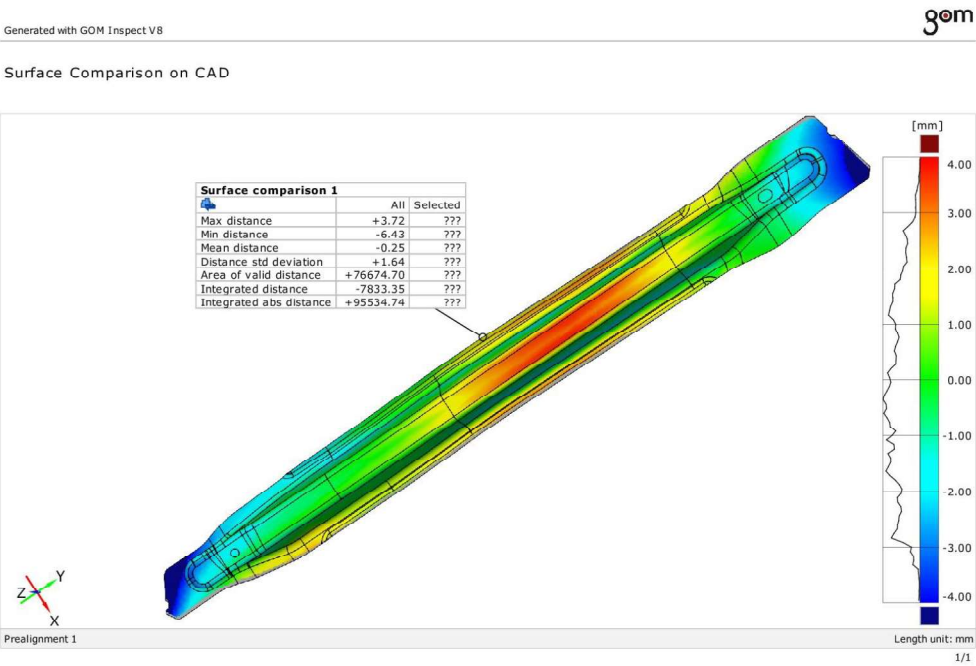 gom
Generated with GOM Inspect V8
Surface Comparison on CAD
[mm]
Surface comparison 1
All Selected
Max distance +3.72 ???
Min distance -6.43 ???
Mean distance -0.25 ???
Distance std deviation +1.64 ???
Area of valid distance +76674.70 ???
Integrated distance -7833.35 ???
Integrated abs distance +95534.74 ???
4.00
3.00
2.00
1.00
0.00
-1.00
-2.00
-3.00
-4.00
Y
Z
X
Prealignment 1 Length unit: mm
1/1